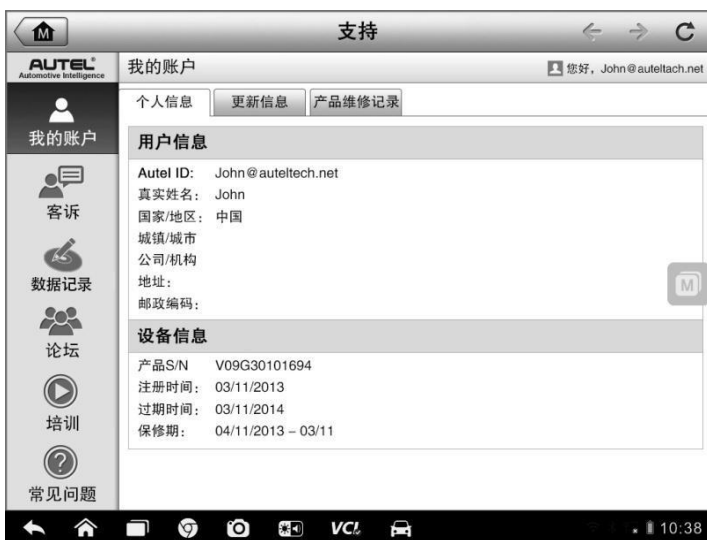 支持
AUTEL
Automotive Intelligence
我的账户
您好，John@auteltach.net
个人信息
更新信息
产品维修记录
我的账户
客诉
数据记录
论坛
培训
常见问题
用户信息
Autel ID: John@auteltech.net
真实姓名： John
国家/地区： 中国
城镇/城市
公司/机构
地址：
邮政编码：
设备信息
产品S/N V09G30101694
注册时间： 03/11/2013
过期时间： 03/11/2014
保修期： 04/11/2013 – 03/11
M
M
VCI
10:38